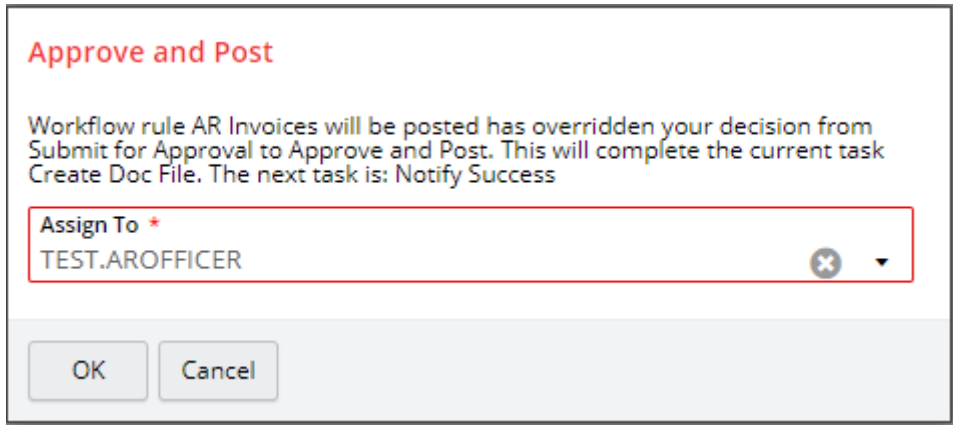 Approve and Post
Workflow rule AR Invoices will be posted has overridden your decision from
Submit for Approval to Approve and Post. This will complete the current task
Create Doc File. The next task is: Notify Success
Assign To *
TEST.AROFFICER
OK Cancel